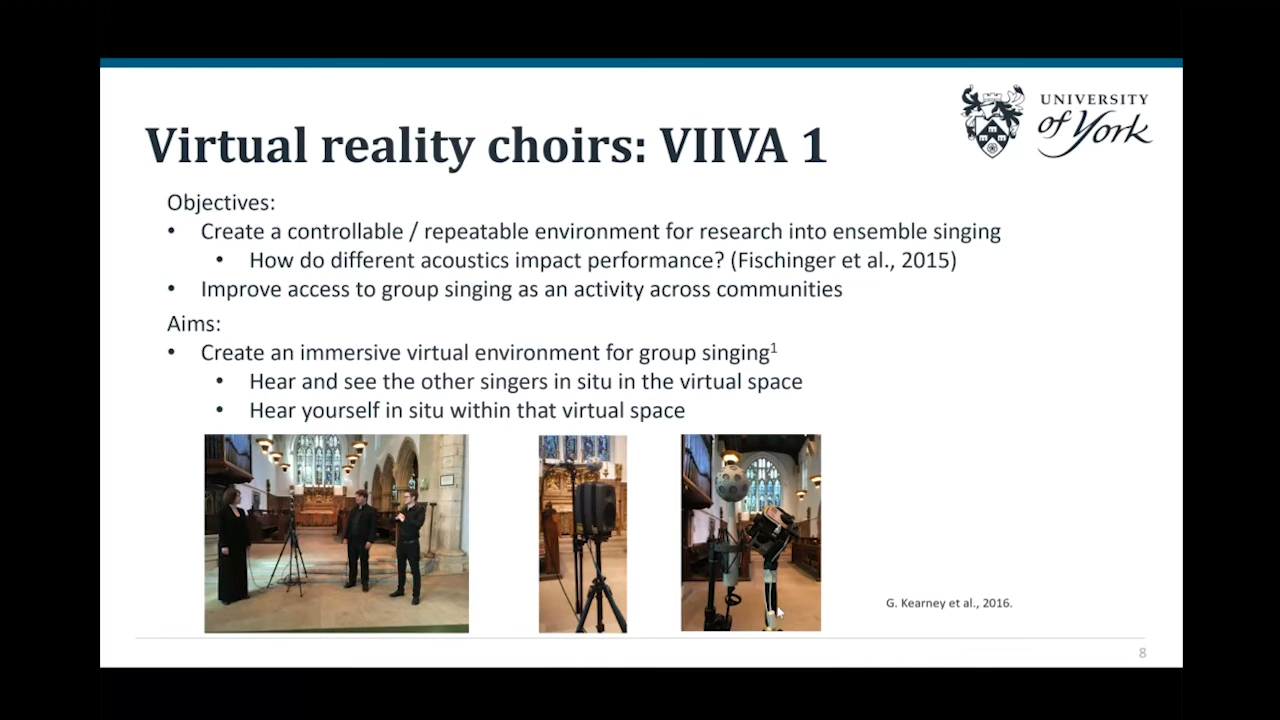 UNIVERSITY
of York
Virtual reality choirs: VIIVA 1
Objectives:
• Create a controllable / repeatable environment for research into ensemble singing
• How do different acoustics impact performance? (Fischinger et al., 2015)
• Improve access to group singing as an activity across communities
Aims:
• Create an immersive virtual environment for group singing¹
• Hear and see the other singers in situ in the virtual space
• Hear yourself in situ within that virtual space
G. Kearney et al., 2016.
8